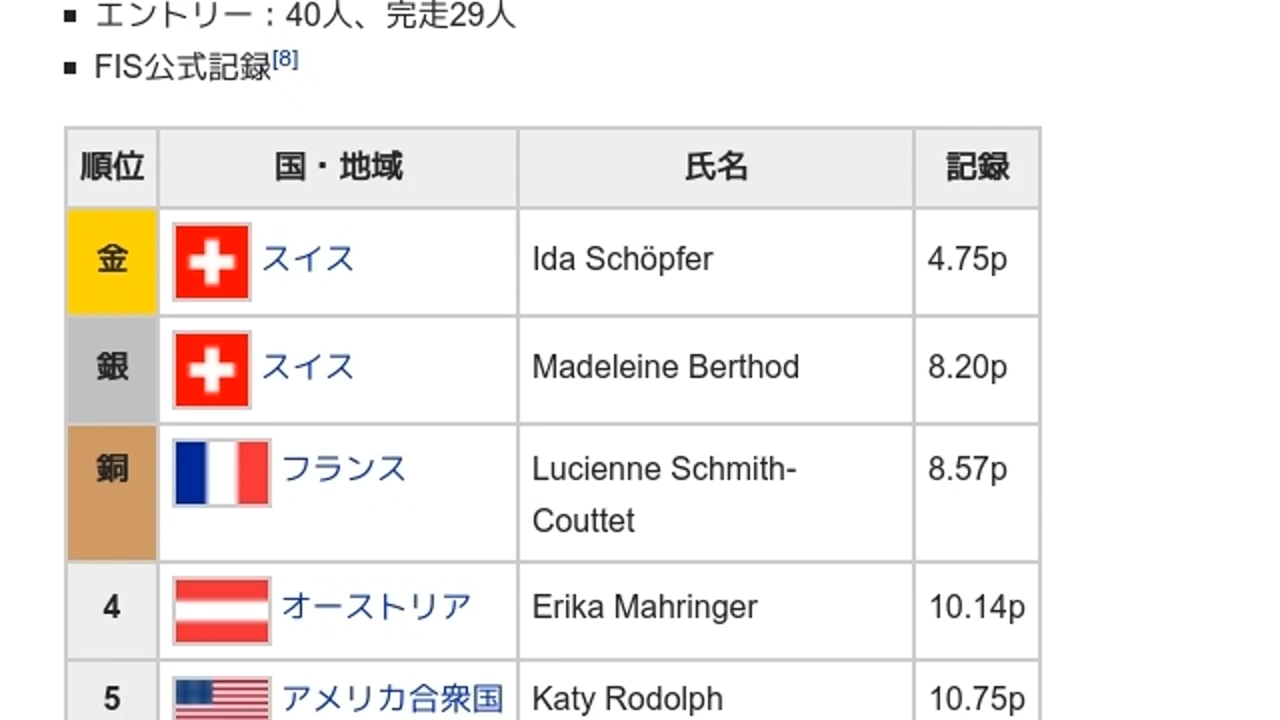 エントリー：40人、完走29人
FIS公式記録[8]
順位 国・地域 氏名 記録
金 スイス Ida Schöpfer 4.75p
銀 スイス Madeleine Berthod 8.20p
銅 フランス Lucienne Schmith- 8.57p
Couttet
4 オーストリア Erika Mahringer 10.14p
5 アメリカ合衆国 Katy Rodolph 10.75p